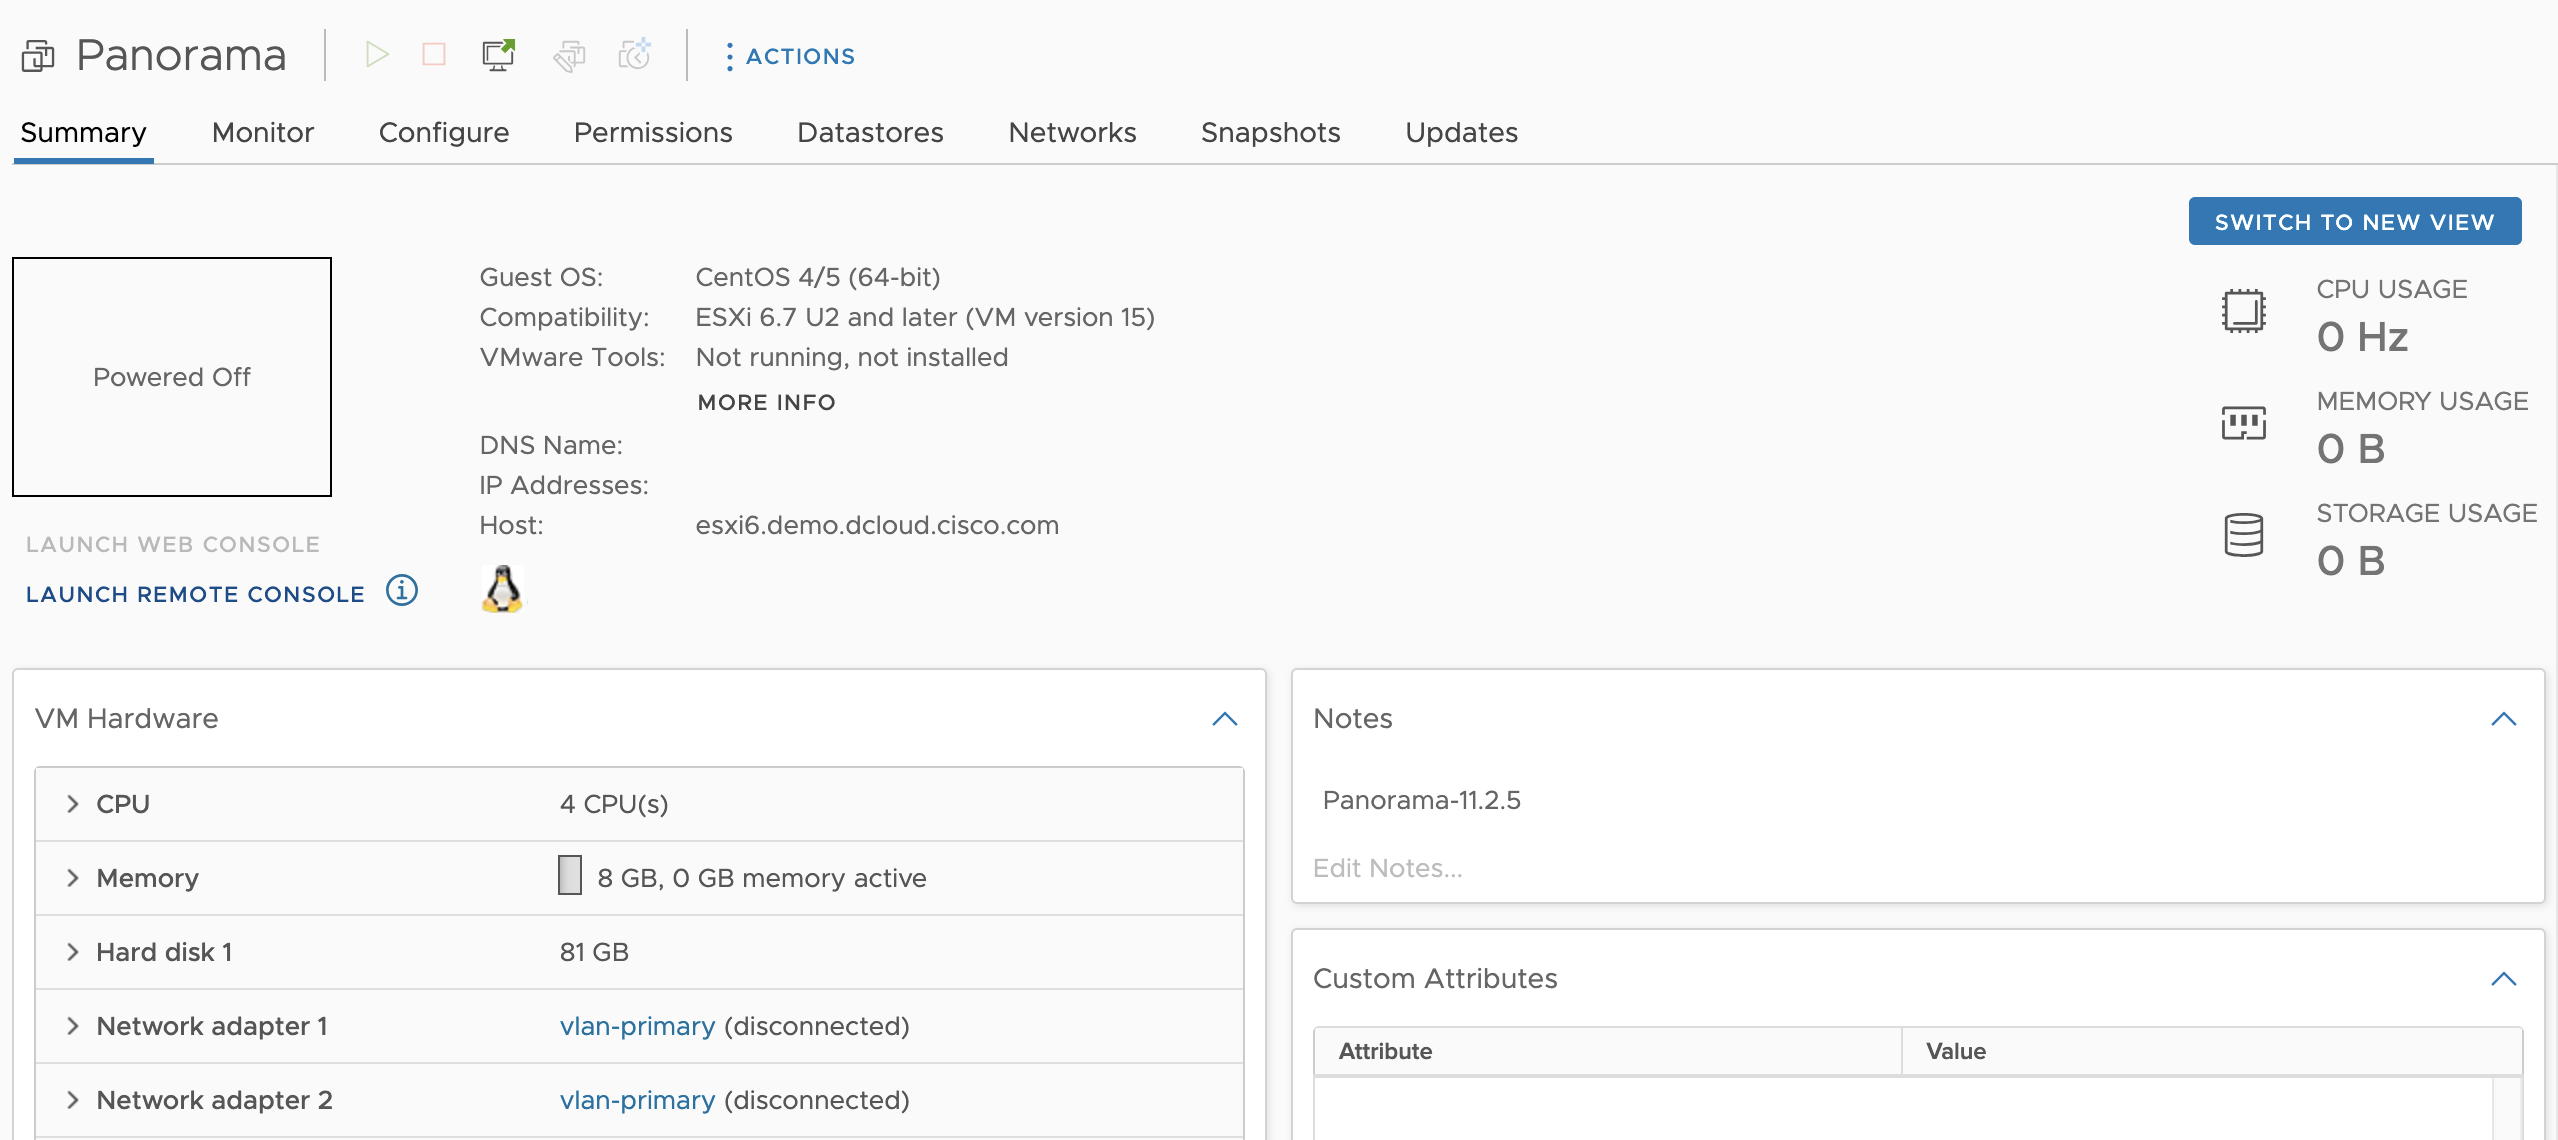 Panorama
ACTIONS
Summary Monitor Configure Permissions Datastores Networks Snapshots Updates
SWITCH TO NEW VIEW
Powered Off
LAUNCH WEB CONSOLE
LAUNCH REMOTE CONSOLE
Guest OS: CentOS 4/5 (64-bit)
Compatibility: ESXi 6.7 U2 and later (VM version 15)
VMware Tools: Not running, not installed
MORE INFO
DNS Name:
IP Addresses:
Host: esxi6.demo.dcloud.cisco.com
CPU USAGE
0 Hz
MEMORY USAGE
0 B
STORAGE USAGE
0 B
VM Hardware
CPU 4 CPU(s)
Memory 8 GB, 0 GB memory active
Hard disk 1 81 GB
Network adapter 1 vlan-primary (disconnected)
Network adapter 2 vlan-primary (disconnected)
Notes
Panorama-11.2.5
Edit Notes...
Custom Attributes
Attribute Value